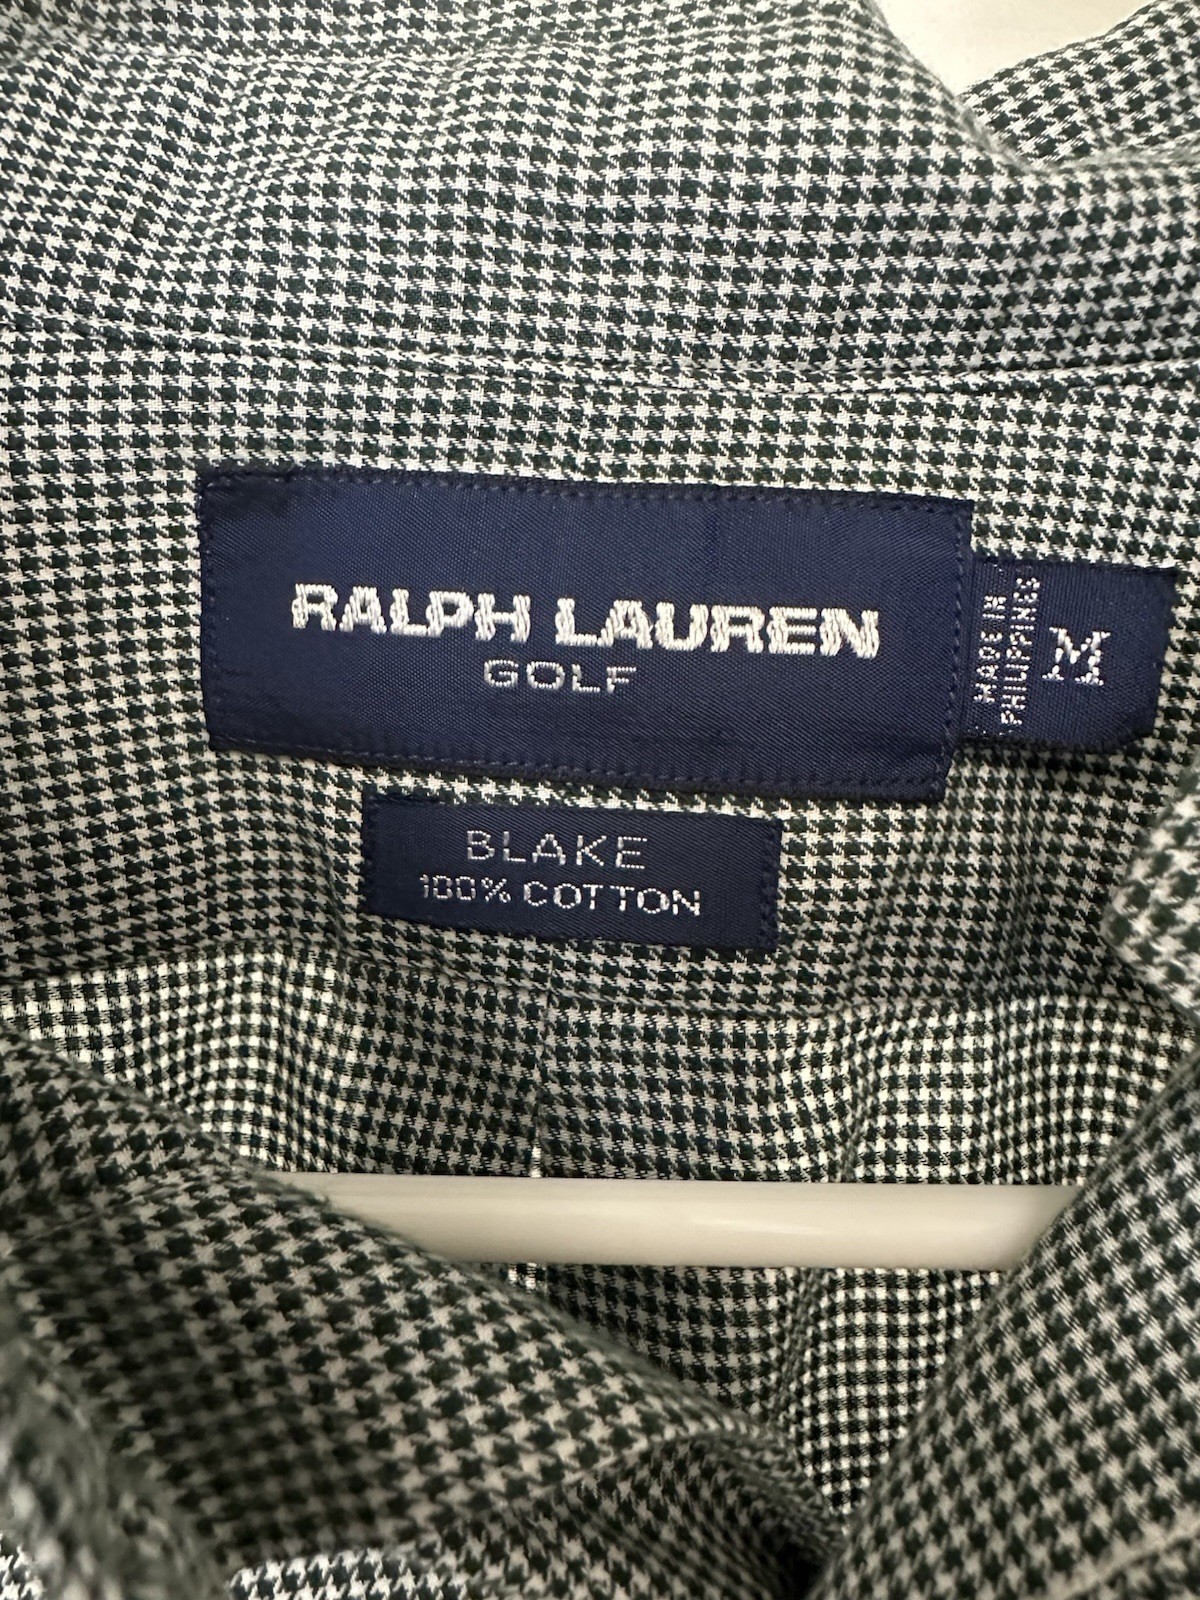 RALPH LAUREN
GOLF
MADE IN
PHILIPPINES
M
BLAKE
100% COTTON